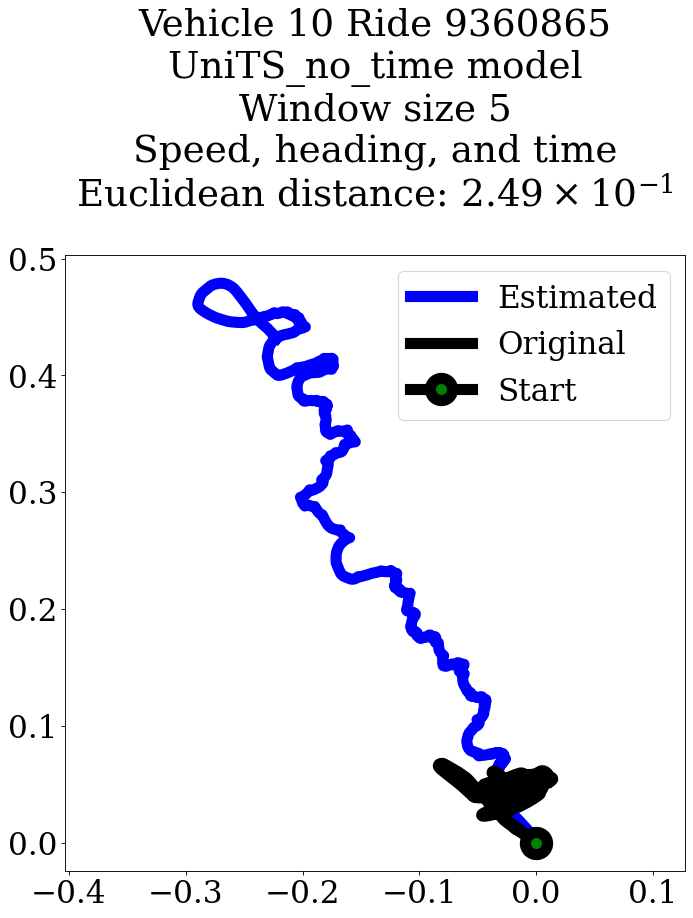 Vehicle 10 Ride 9360865
UniTS_no_time model
Window size 5
Speed, heading, and time
Euclidean distance: 2.49 × 10⁻¹
Estimated
Original
Start
0.5
0.4
0.3
0.2
0.1
0.0
−0.4 −0.3 −0.2 −0.1 0.0 0.1